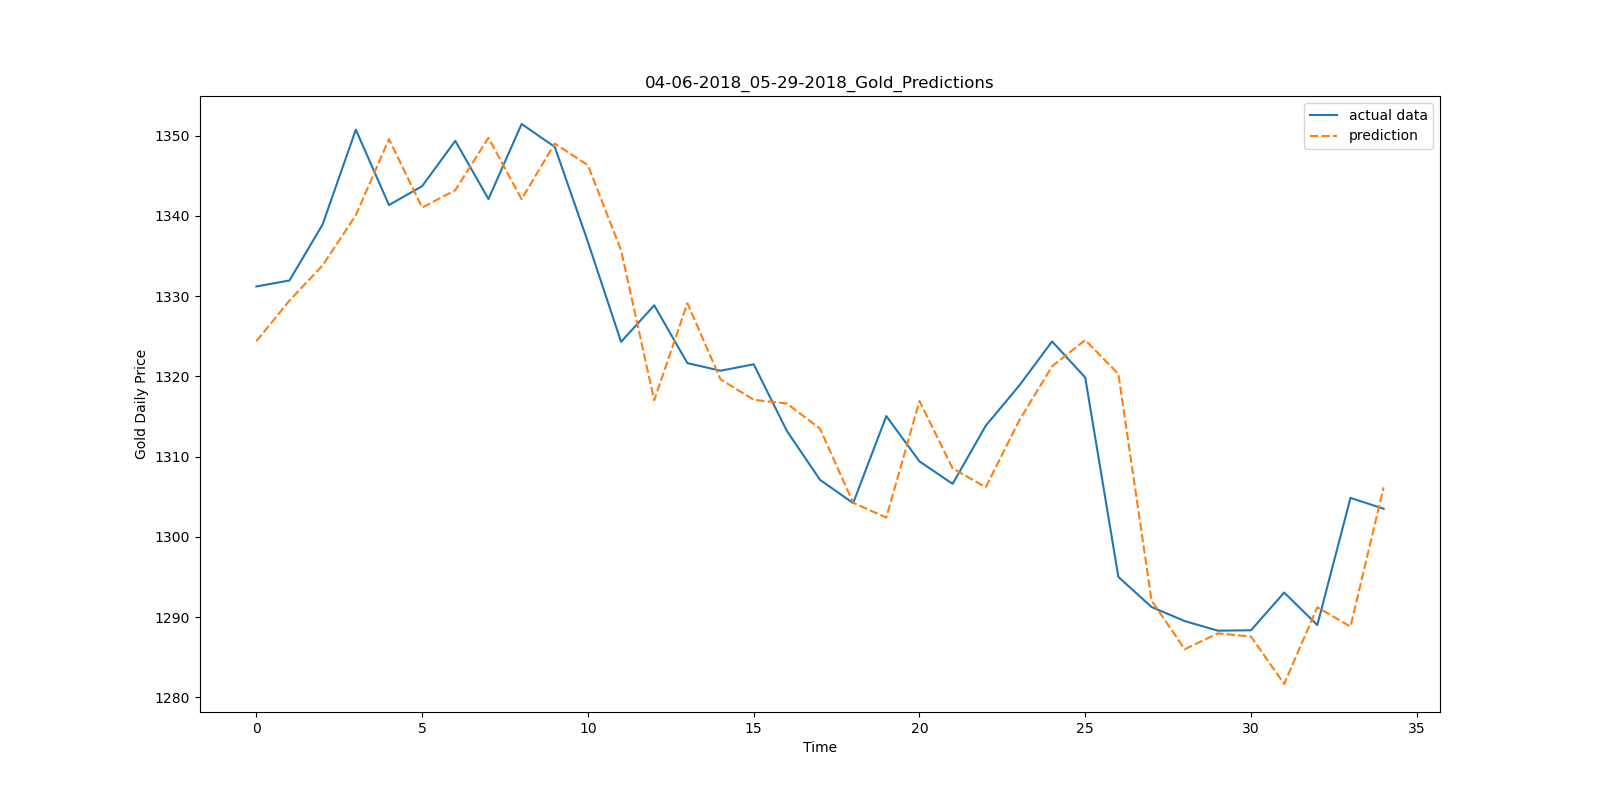 04-06-2018_05-29-2018_Gold_Predictions
actual data
prediction
1350
1340
1330
1320
1310
1300
1290
1280
Gold Daily Price
0 5 10 15 20 25 30 35
Time